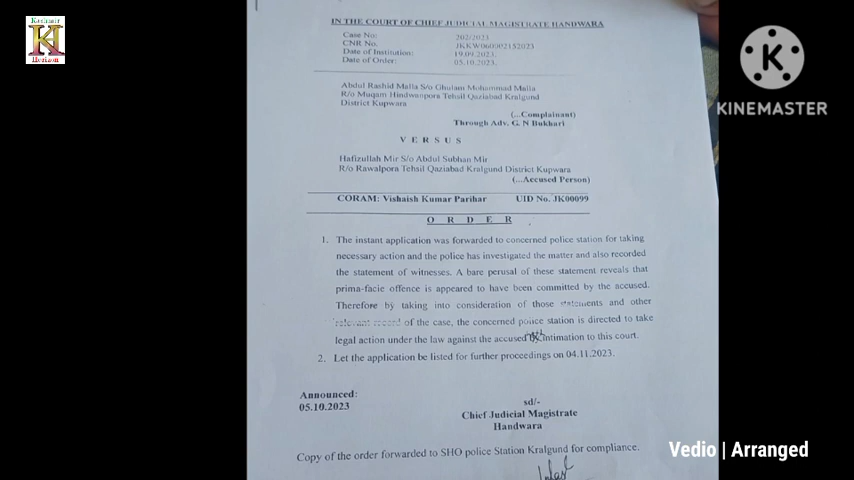 Kashmir
KH
Horizon
IN THE COURT OF CHIEF JUDICIAL MAGISTRATE HANDWARA
Case No: 202/2023
CNR No. JKKW060092152023
Date of Institution: 19.09.2023.
Date of Order: 05.10.2023.
Abdul Rashid Malla S/o Ghulam Mohammad Malla
R/o Muqam Hindwanpora Tehsil Qaziabad Kralgund
District Kupwara
(...Complainant)
Through Adv. G. N Bukhari
VERSUS
Hafizullah Mir S/o Abdul Subhan Mir
R/o Rawalpora Tehsil Qaziabad Kralgund District Kupwara
(...Accused Person)
CORAM: Vishaish Kumar Parihar UID No. JK00099
ORDER
1. The instant application was forwarded to concerned police station for taking
necessary action and the police has investigated the matter and also recorded
the statement of witnesses. A bare perusal of these statement reveals that
prima-facie offence is appeared to have been committed by the accused.
Therefore by taking into consideration of those statements and other
relevant record of the case, the concerned police station is directed to take
legal action under the law against the accused intimation to this court.
2. Let the application be listed for further proceedings on 04.11.2023.
Announced:
05.10.2023
sd/-
Chief Judicial Magistrate
Handwara
Copy of the order forwarded to SHO police Station Kralgund for compliance.
KINEMASTER
Vedio | Arranged